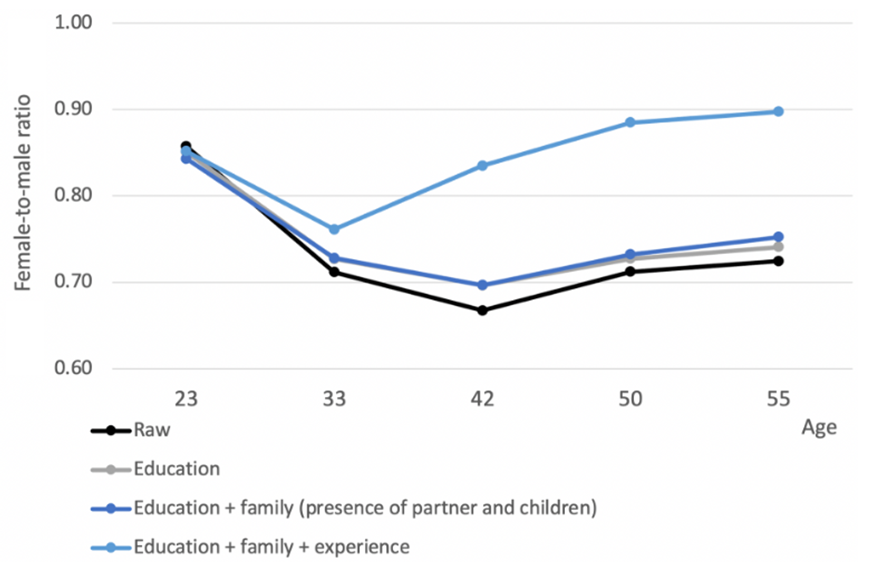 1.00
0.90
0.80
0.70
0.60
Female-to-male ratio
23 33 42 50 55
Age
Raw
Education
Education + family (presence of partner and children)
Education + family + experience